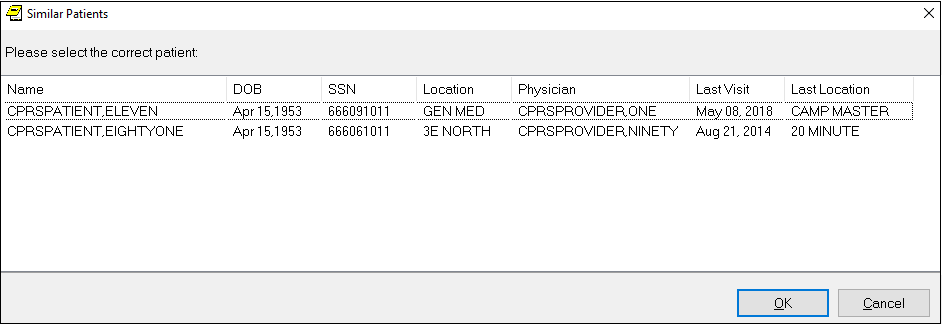 Similar Patients
Please select the correct patient:
Name DOB SSN Location Physician Last Visit Last Location
CPRSPATIENT,ELEVEN Apr 15,1953 666091011 GEN MED CPRSPROVIDER,ONE May 08, 2018 CAMP MASTER
CPRSPATIENT,EIGHTYONE Apr 15,1953 666061011 3E NORTH CPRSPROVIDER,NINETY Aug 21, 2014 20 MINUTE
OK Cancel